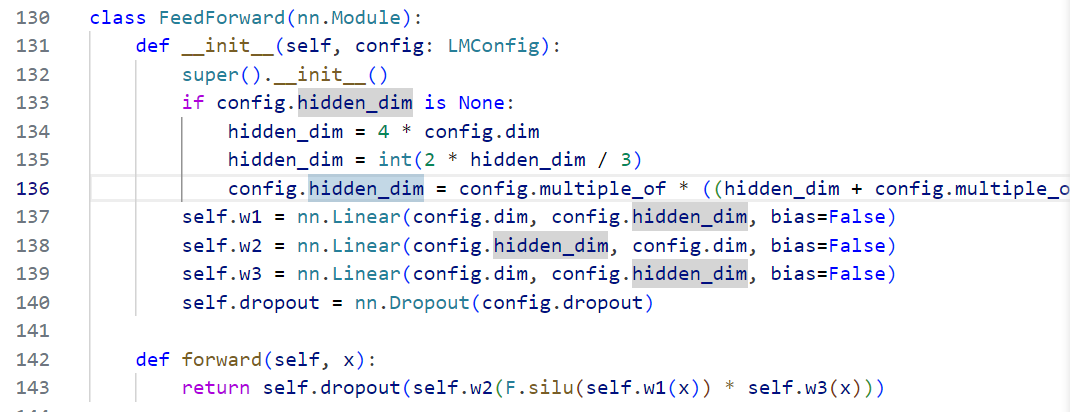 130 class FeedForward(nn.Module):
131     def __init__(self, config: LMConfig):
132         super().__init__()
133         if config.hidden_dim is None:
134             hidden_dim = 4 * config.dim
135             hidden_dim = int(2 * hidden_dim / 3)
136             config.hidden_dim = config.multiple_of * ((hidden_dim + config.multiple_o
137         self.w1 = nn.Linear(config.dim, config.hidden_dim, bias=False)
138         self.w2 = nn.Linear(config.hidden_dim, config.dim, bias=False)
139         self.w3 = nn.Linear(config.dim, config.hidden_dim, bias=False)
140         self.dropout = nn.Dropout(config.dropout)
141
142     def forward(self, x):
143         return self.dropout(self.w2(F.silu(self.w1(x)) * self.w3(x)))